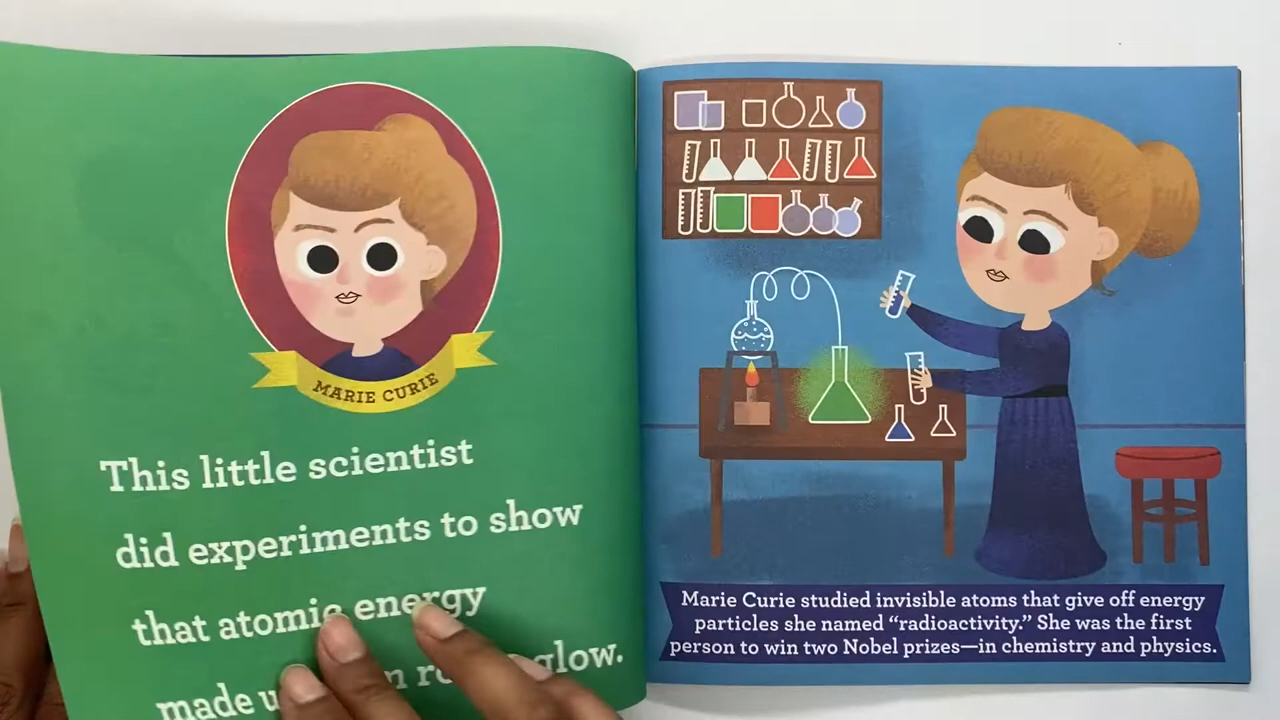 MARIE CURIE
This little scientist
did experiments to show
that atomic energy
made glow.
Marie Curie studied invisible atoms that give off energy
particles she named “radioactivity.” She was the first
person to win two Nobel prizes—in chemistry and physics.